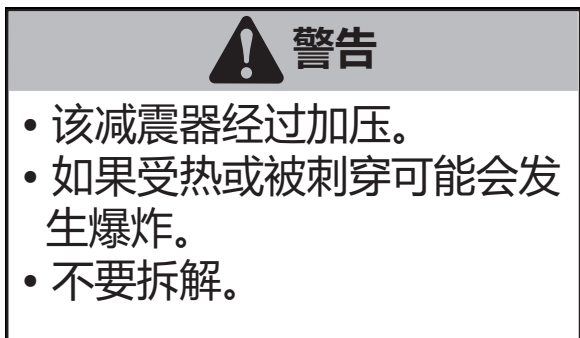 警告
• 该减震器经过加压。
• 如果受热或被刺穿可能会发
生爆炸。
• 不要拆解。